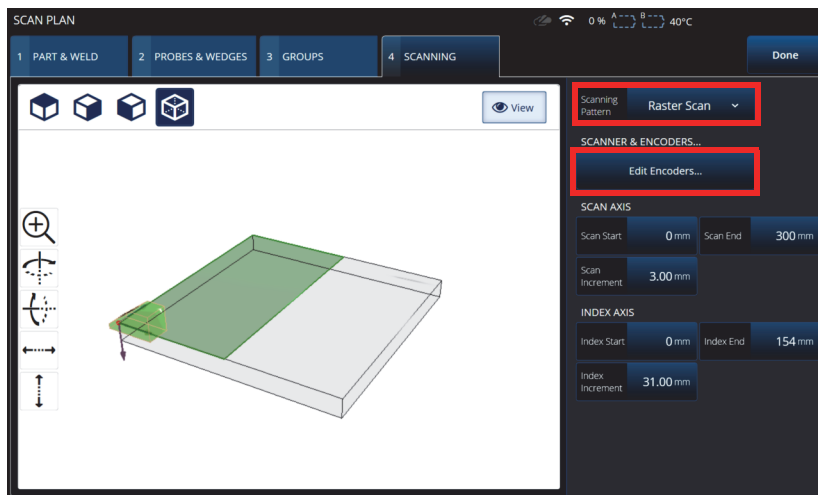 SCAN PLAN
0 % A B 40°C
1 PART & WELD 2 PROBES & WEDGES 3 GROUPS 4 SCANNING Done
View
Scanning Pattern Raster Scan
SCANNER & ENCODERS...
Edit Encoders...
SCAN AXIS
Scan Start 0 mm Scan End 300 mm
Scan Increment 3.00 mm
INDEX AXIS
Index Start 0 mm Index End 154 mm
Index Increment 31.00 mm